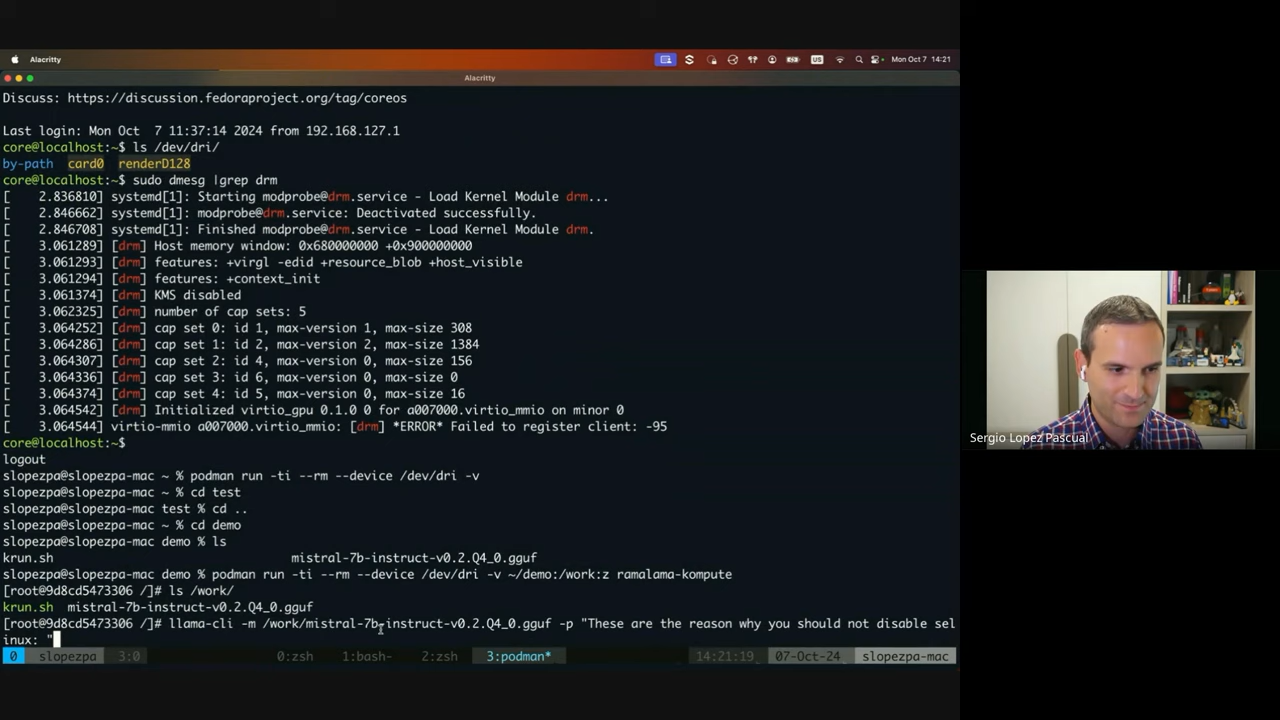 Alacritty
US
Mon Oct 7 14:21
Alacritty
Discuss: https://discussion.fedoraproject.org/tag/coreos
Last login: Mon Oct  7 11:37:14 2024 from 192.168.127.1
core@localhost:~$ ls /dev/dri/
by-path  card0  renderD128
core@localhost:~$ sudo dmesg |grep drm
[    2.836810] systemd[1]: Starting modprobe@drm.service - Load Kernel Module drm...
[    2.846662] systemd[1]: modprobe@drm.service: Deactivated successfully.
[    2.846708] systemd[1]: Finished modprobe@drm.service - Load Kernel Module drm.
[    3.061289] [drm] Host memory window: 0x680000000 +0x900000000
[    3.061293] [drm] features: +virgl -edid +resource_blob +host_visible
[    3.061294] [drm] features: +context_init
[    3.061374] [drm] KMS disabled
[    3.062325] [drm] number of cap sets: 5
[    3.064252] [drm] cap set 0: id 1, max-version 1, max-size 308
[    3.064286] [drm] cap set 1: id 2, max-version 2, max-size 1384
[    3.064307] [drm] cap set 2: id 4, max-version 0, max-size 156
[    3.064336] [drm] cap set 3: id 6, max-version 0, max-size 0
[    3.064374] [drm] cap set 4: id 5, max-version 0, max-size 16
[    3.064542] [drm] Initialized virtio_gpu 0.1.0 0 for a007000.virtio_mmio on minor 0
[    3.064544] virtio-mmio a007000.virtio_mmio: [drm] *ERROR* Failed to register client: -95
core@localhost:~$
logout
slopezpa@slopezpa-mac ~ % podman run -ti --rm --device /dev/dri -v
slopezpa@slopezpa-mac ~ % cd test
slopezpa@slopezpa-mac test % cd ..
slopezpa@slopezpa-mac ~ % cd demo
slopezpa@slopezpa-mac demo % ls
krun.sh                         mistral-7b-instruct-v0.2.Q4_0.gguf
slopezpa@slopezpa-mac demo % podman run -ti --rm --device /dev/dri -v ~/demo:/work:z ramalama-kompute
[root@9d8cd5473306 /]# ls /work/
krun.sh  mistral-7b-instruct-v0.2.Q4_0.gguf
[root@9d8cd5473306 /]# llama-cli -m /work/mistral-7b-instruct-v0.2.Q4_0.gguf -p "These are the reason why you should not disable sel
inux: "
0 slopezpa 3:0 0:zsh 1:bash- 2:zsh 3:podman* 14:21:19 07-Oct-24 slopezpa-mac
Sergio Lopez Pascual